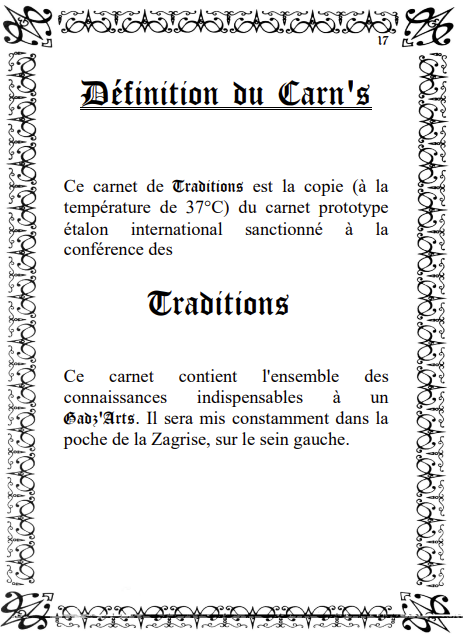 17
Définition du Carn's
Ce carnet de Traditions est la copie (à la
température de 37°C) du carnet prototype
étalon international sanctionné à la
conférence des
Traditions
Ce carnet contient l'ensemble des
connaissances indispensables à un
Gadz'Arts. Il sera mis constamment dans la
poche de la Zagrise, sur le sein gauche.